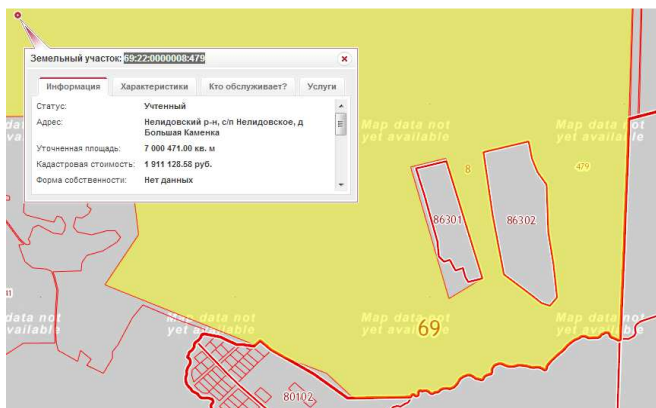 Земельный участок: 69:22:0000008:479
Информация Характеристики Кто обслуживает? Услуги
Статус: Учтенный
Адрес: Нелидовский р-н, с/п Нелидовское, д
Большая Каменка
Уточненная площадь: 7 000 471.00 кв. м
Кадастровая стоимость: 1 911 128.58 руб.
Форма собственности: Нет данных
Map data not
yet available
Map data not
yet available
8
479
86301
86302
41
data not
available
Map data not
yet available
Map data not
yet available
Map data not
yet available
69
80102